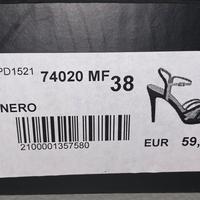 PD1521 74020 MF 38
NERO
2100001357580
EUR 59,